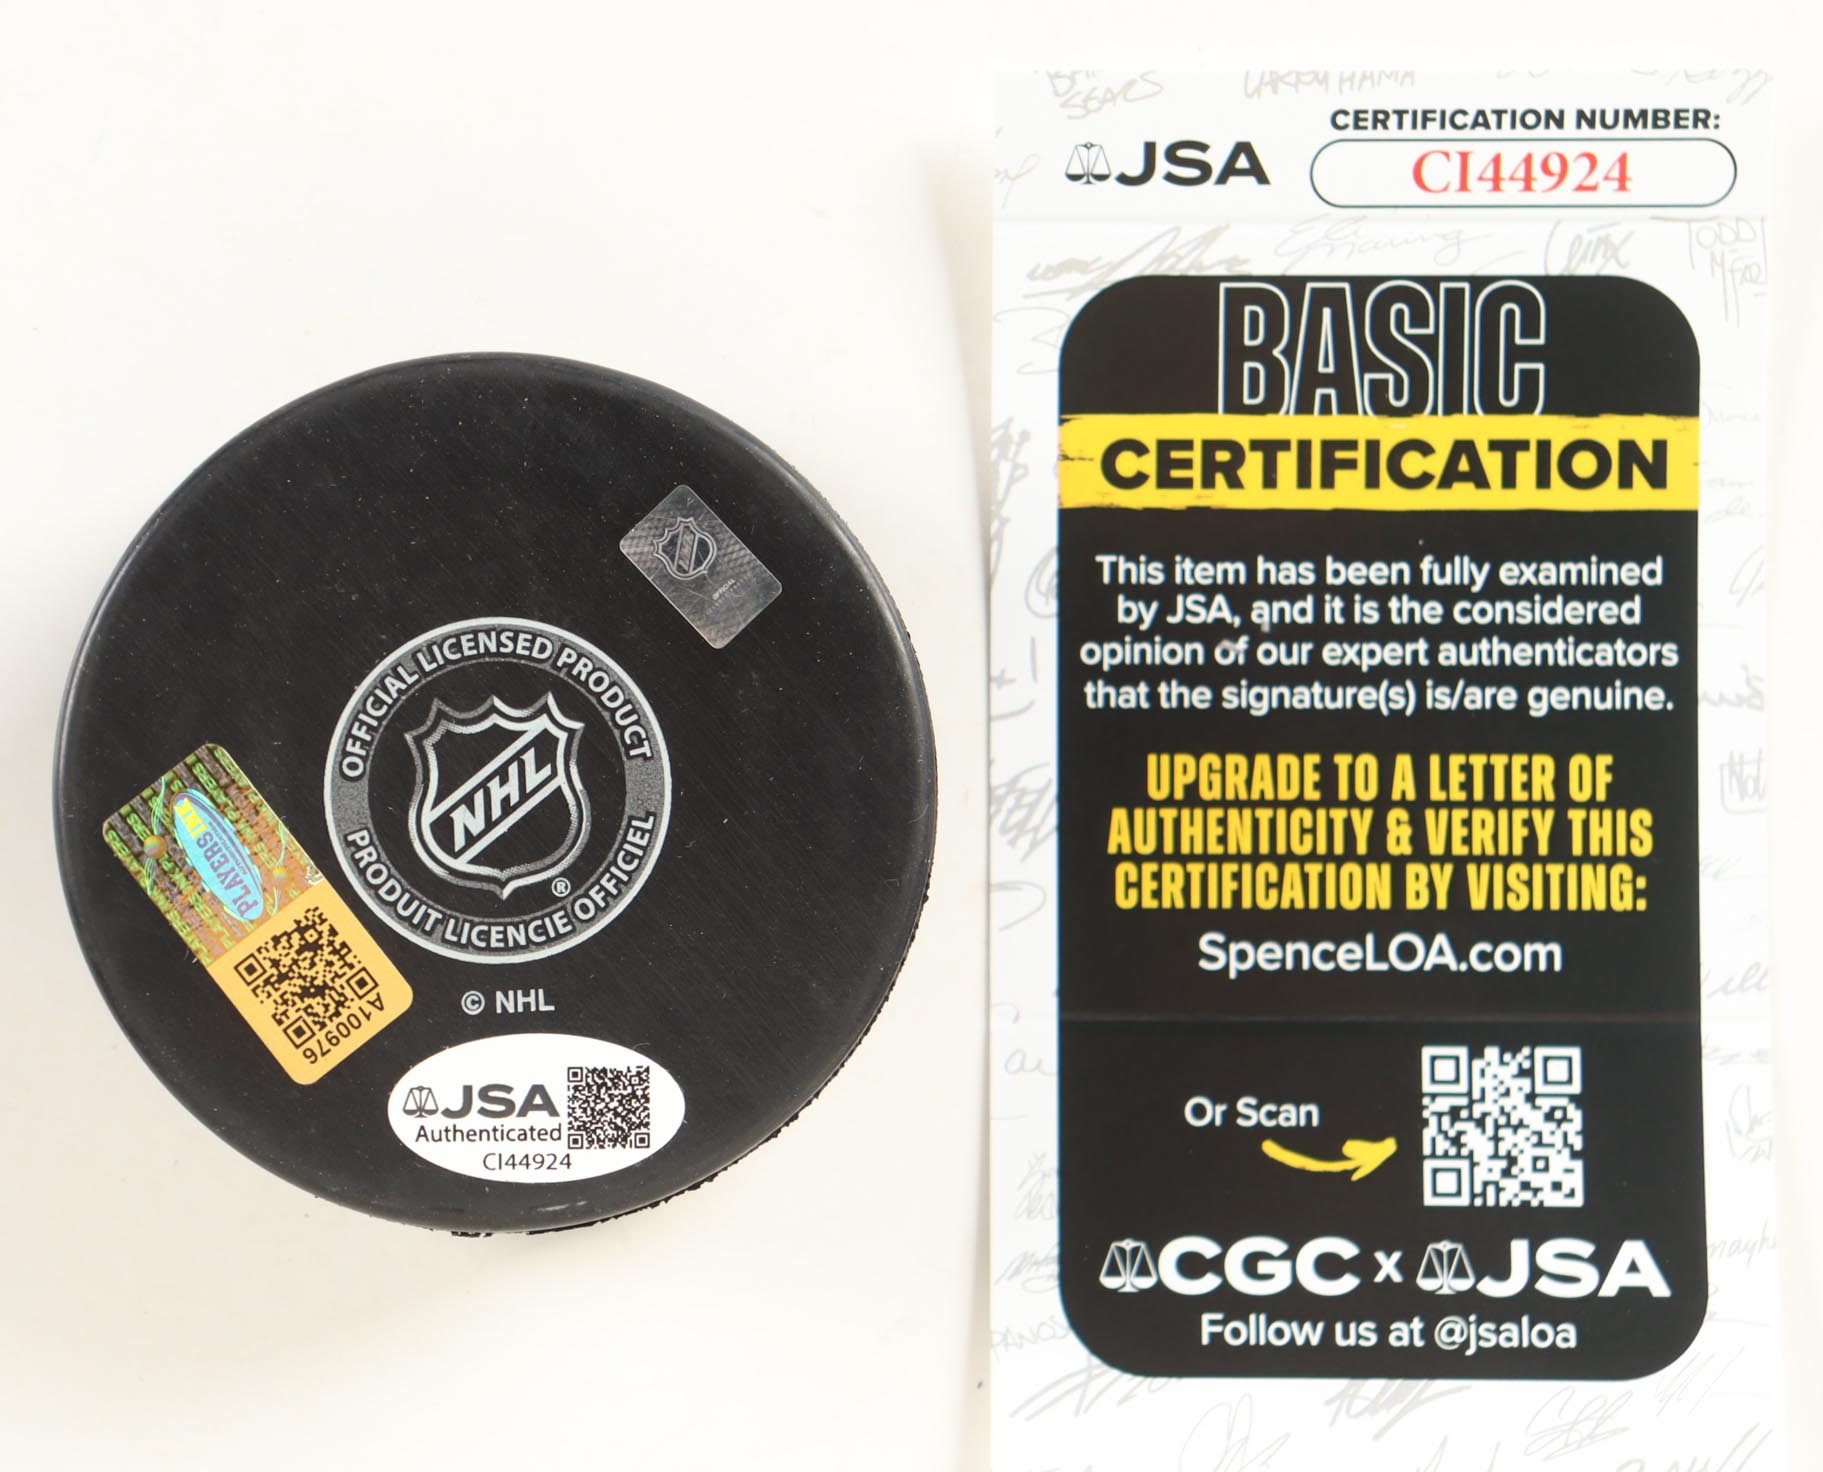 OFFICIAL LICENSED PRODUCT
NHL
®
PRODUIT LICENCIE OFFICIEL
© NHL
OFFICIAL
PLAYERS INK
A100976
JSA
Authenticated
CI44924
CERTIFICATION NUMBER:
JSA
CI44924
BASIC
CERTIFICATION
This item has been fully examined
by JSA, and it is the considered
opinion of our expert authenticators
that the signature(s) is/are genuine.
UPGRADE TO A LETTER OF
AUTHENTICITY & VERIFY THIS
CERTIFICATION BY VISITING:
SpenceLOA.com
Or Scan
CGC x JSA
Follow us at @jsaloa